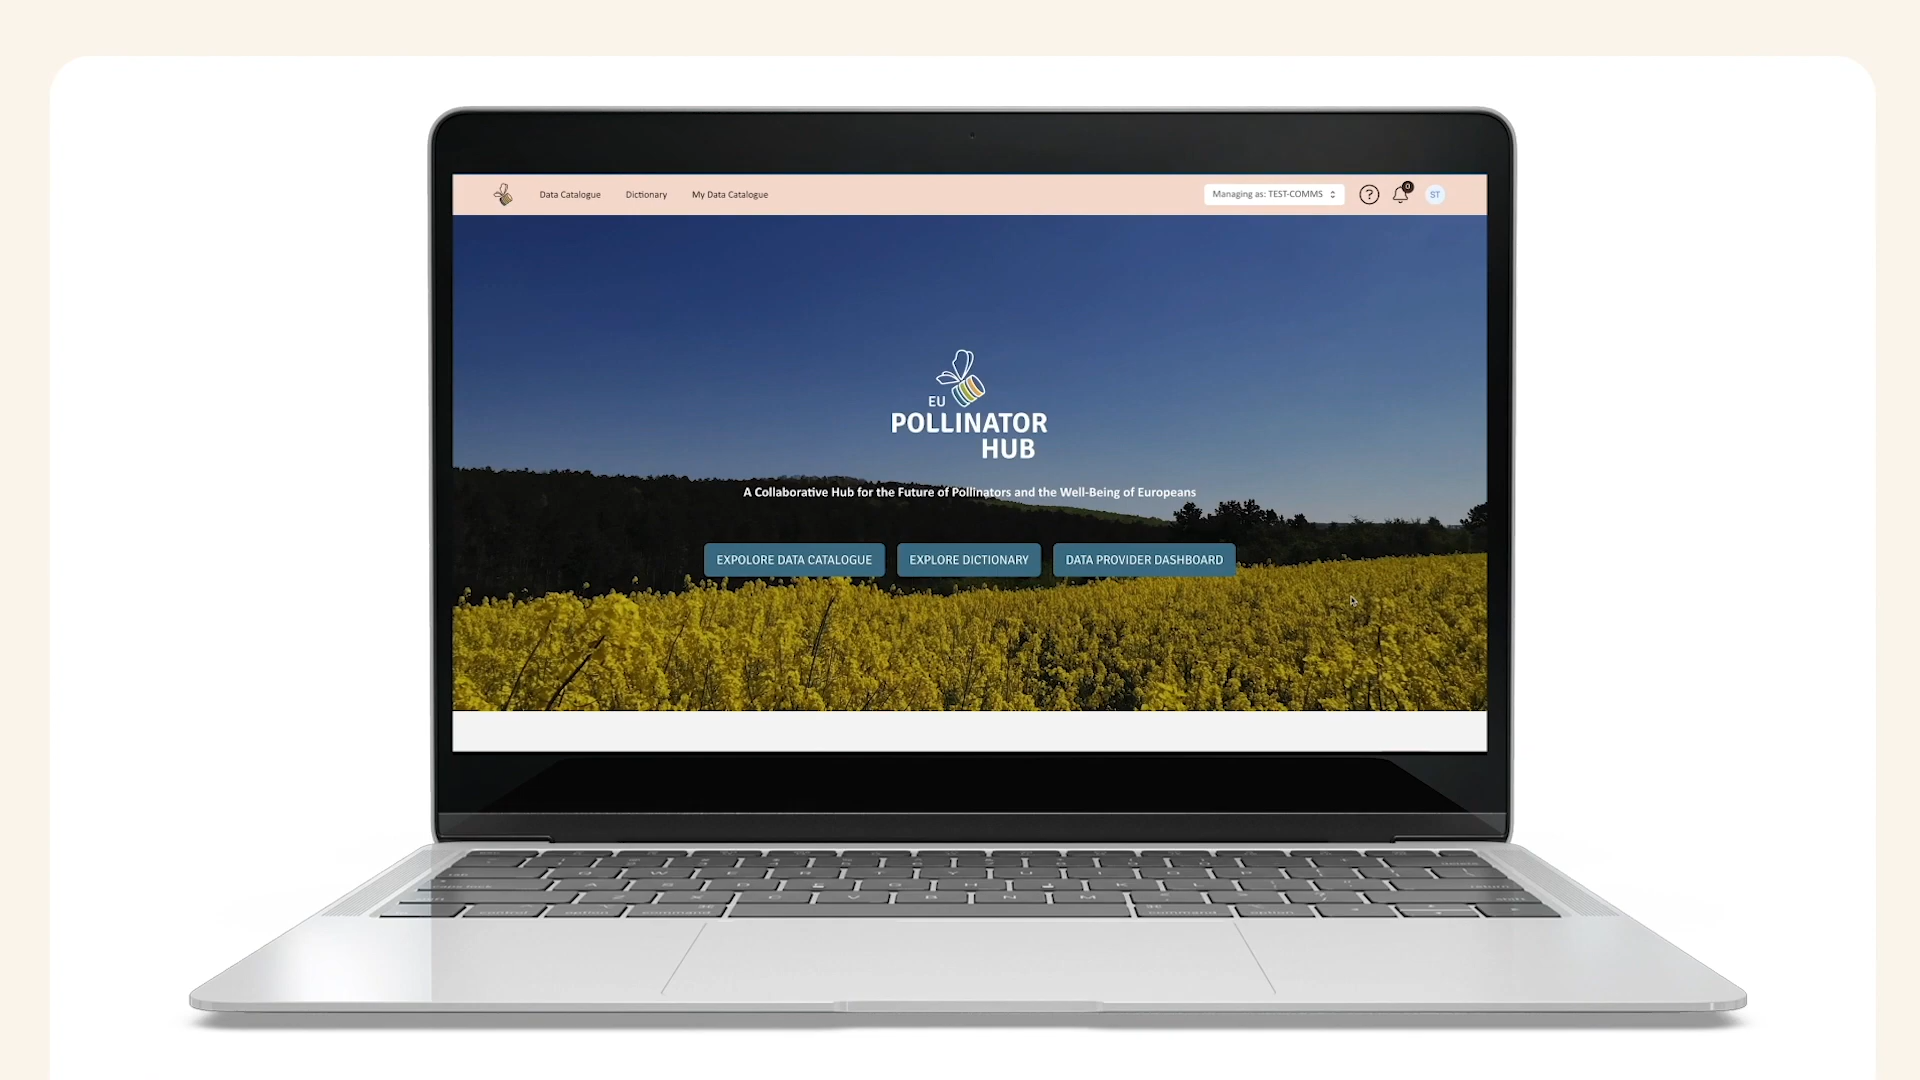 Data Catalogue Dictionary My Data Catalogue Managing as: TEST-COMMS ? 0 ST
EU
POLLINATOR
HUB
A Collaborative Hub for the Future of Pollinators and the Well-Being of Europeans
EXPOLORE DATA CATALOGUE EXPLORE DICTIONARY DATA PROVIDER DASHBOARD